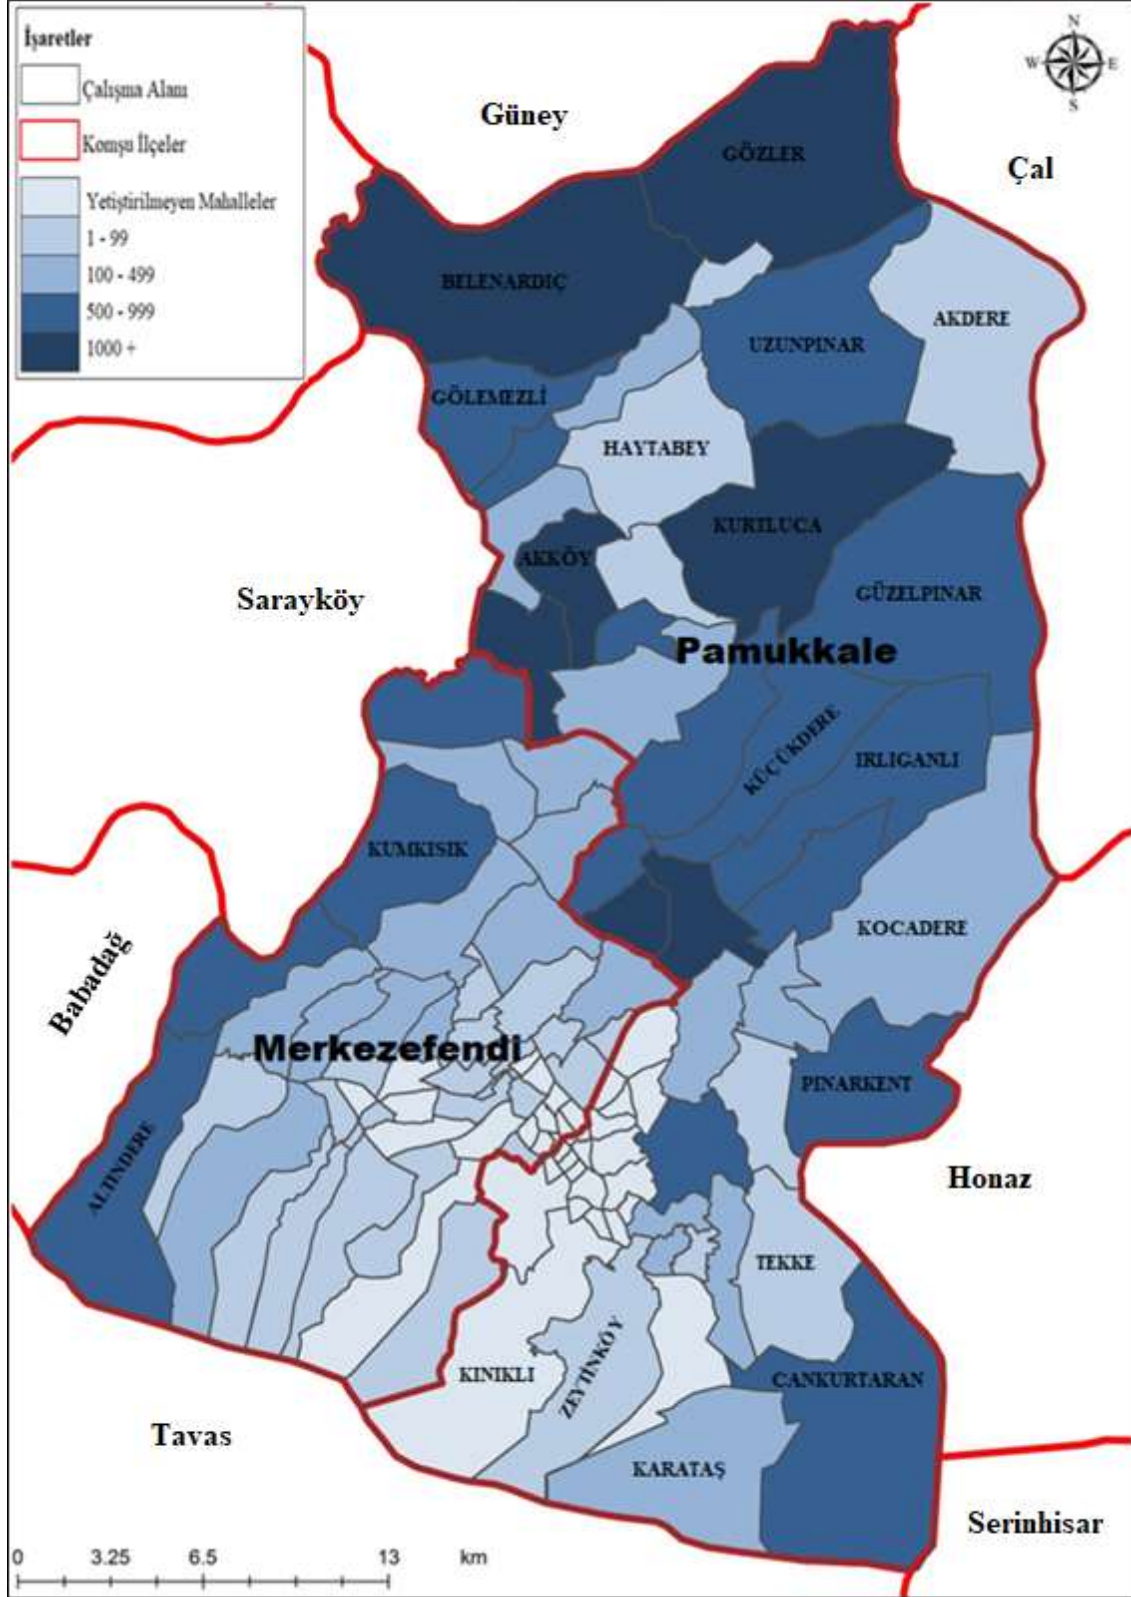 İşaretler
Çalışma Alanı
Komşu İlçeler
Yetiştirilmeyen Mahalleler
1 - 99
100 - 499
500 - 999
1000 +
N
W
E
S
Güney
Çal
GÖZLER
BELENARDIÇ
AKDERE
UZUNPINAR
GÖLEMEZLİ
HAYTABEY
KURTLUCA
AKKÖY
GÜZELPINAR
Sarayköy
Pamukkale
KÜÇÜKDERE
IRLIGANLI
KUMKISIK
KOCADERE
Babadağ
Merkezefendi
PINARKENT
ALTINDERE
Honaz
TEKKE
KINIKLI
ZEYTİNKÖY
CANKURTARAN
Tavas
KARATAŞ
Serinhisar
0 3.25 6.5 13 km